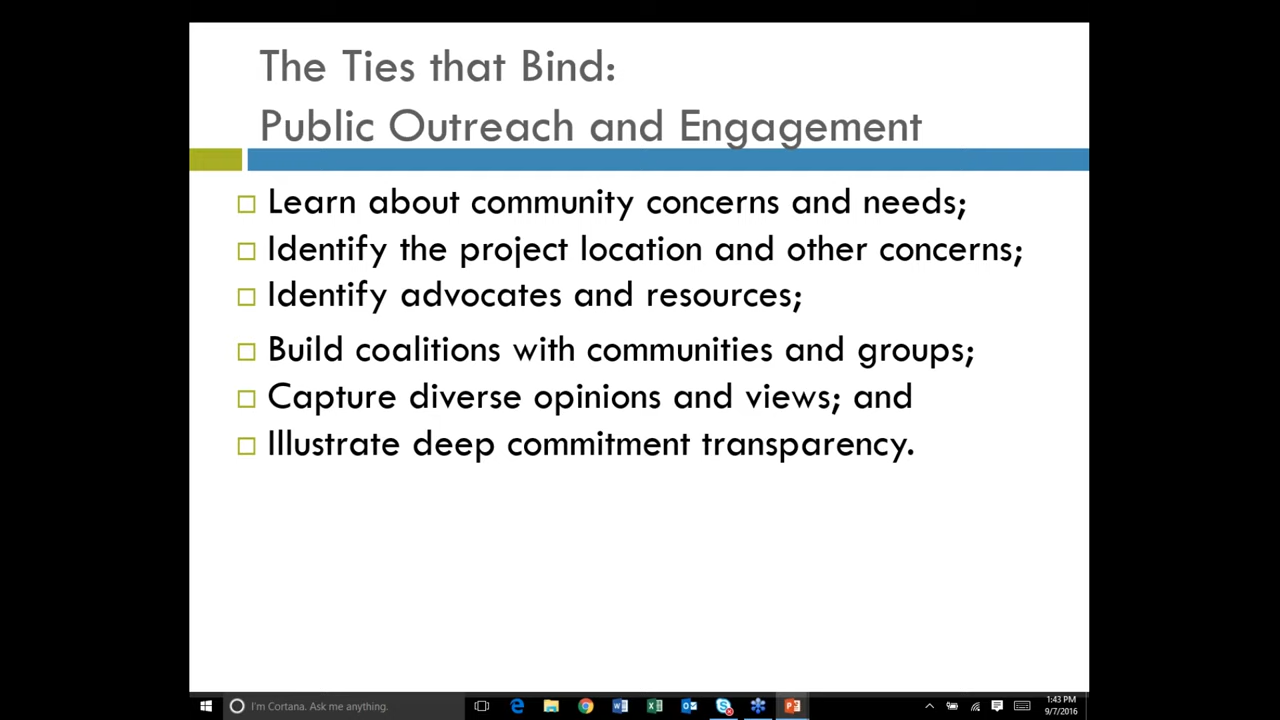 The Ties that Bind:
Public Outreach and Engagement
Learn about community concerns and needs;
Identify the project location and other concerns;
Identify advocates and resources;
Build coalitions with communities and groups;
Capture diverse opinions and views; and
Illustrate deep commitment transparency.
I'm Cortana. Ask me anything.
1:43 PM
9/7/2016